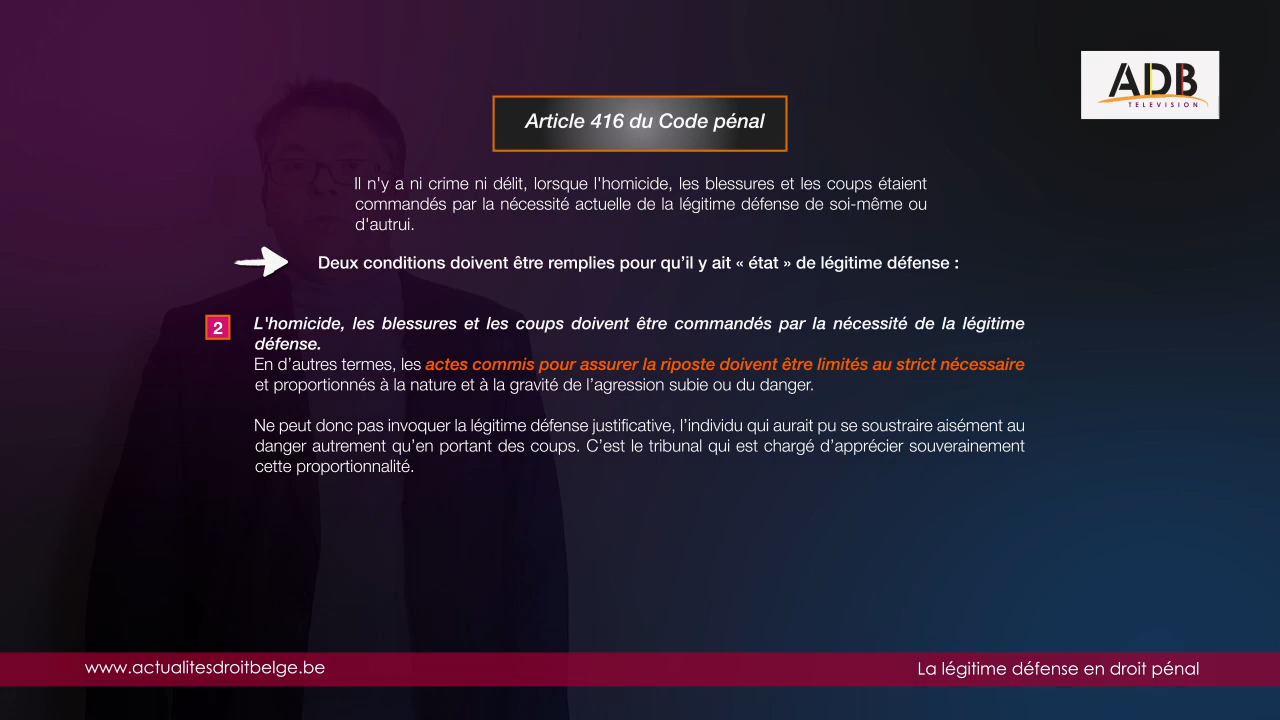 ADB
TELEVISION
Article 416 du Code pénal
Il n'y a ni crime ni délit, lorsque l'homicide, les blessures et les coups étaient
commandés par la nécessité actuelle de la légitime défense de soi-même ou
d'autrui.
Deux conditions doivent être remplies pour qu’il y ait « état » de légitime défense :
2
L'homicide, les blessures et les coups doivent être commandés par la nécessité de la légitime
défense.
En d’autres termes, les actes commis pour assurer la riposte doivent être limités au strict nécessaire
et proportionnés à la nature et à la gravité de l’agression subie ou du danger.
Ne peut donc pas invoquer la légitime défense justificative, l’individu qui aurait pu se soustraire aisément au
danger autrement qu’en portant des coups. C’est le tribunal qui est chargé d’apprécier souverainement
cette proportionnalité.
www.actualitesdroitbelge.be
La légitime défense en droit pénal